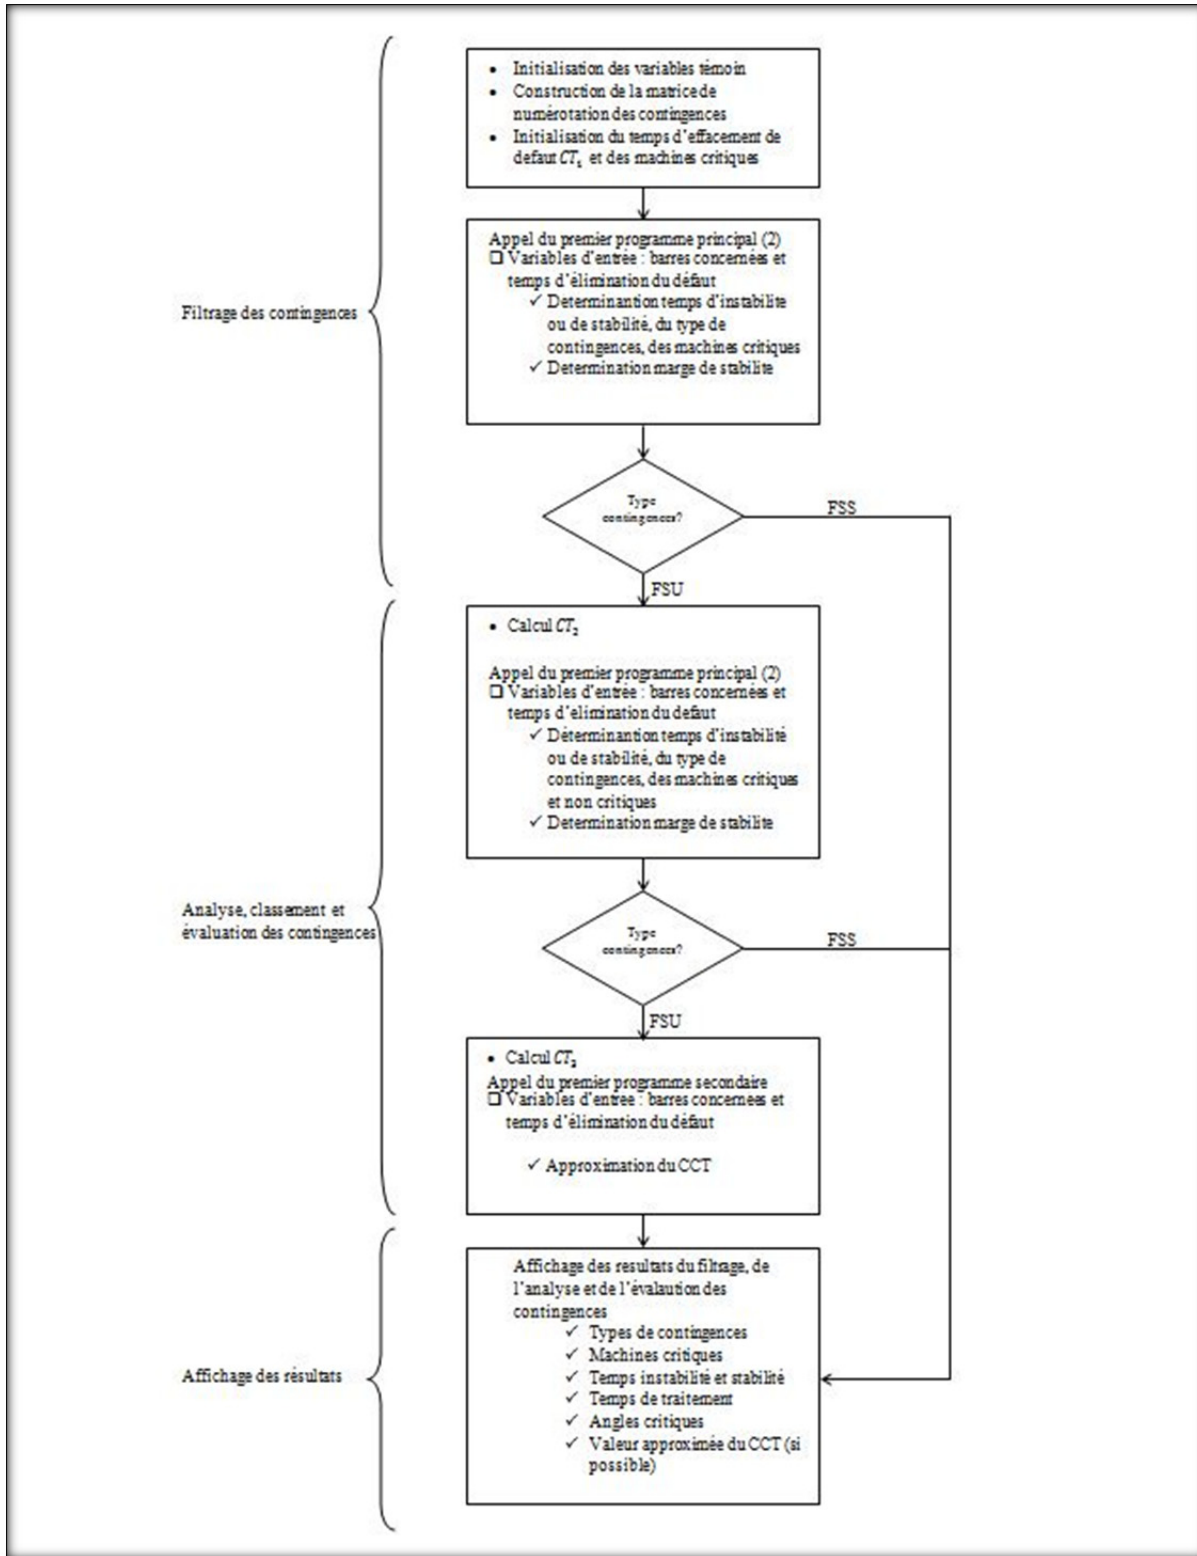 Initialisation des variables témoin
Construction de la matrice de
numérotation des contingences
Initialisation du temps d'effacement de
defaut CT₁ et des machines critiques
Appel du premier programme principal (2)
Variables d'entrée : barres concernées et
temps d'élimination du défaut
Determinantion temps d'instabilite
ou de stabilité, du type de
contingences, des machines critiques
Determination marge de stabilite
Filtrage des contingences
Type
contingences?
FSS
FSU
Calcul CT₂
Appel du premier programme principal (2)
Variables d'entrée : barres concernées et
temps d'elimination du defaut
Déterminantion temps d'instabilité
ou de stabilité, du type de
contingences, des machines critiques
et non critiques
Determination marge de stabilite
Analyse, classement et
évaluation des contingences
Type
contingences?
FSS
FSU
Calcul CT₃
Appel du premier programme secondaire
Variables d'entree : barres concernees et
temps d'élimination du défaut
Approximation du CCT
Affichage des resultats du filtrage, de
l'analyse et de l'évalaution des
contingences
Types de contingences
Machines critiques
Temps instabilité et stabilité
Temps de traitement
Angles critiques
Valeur approximée du CCT (si
possible)
Affichage des résultats